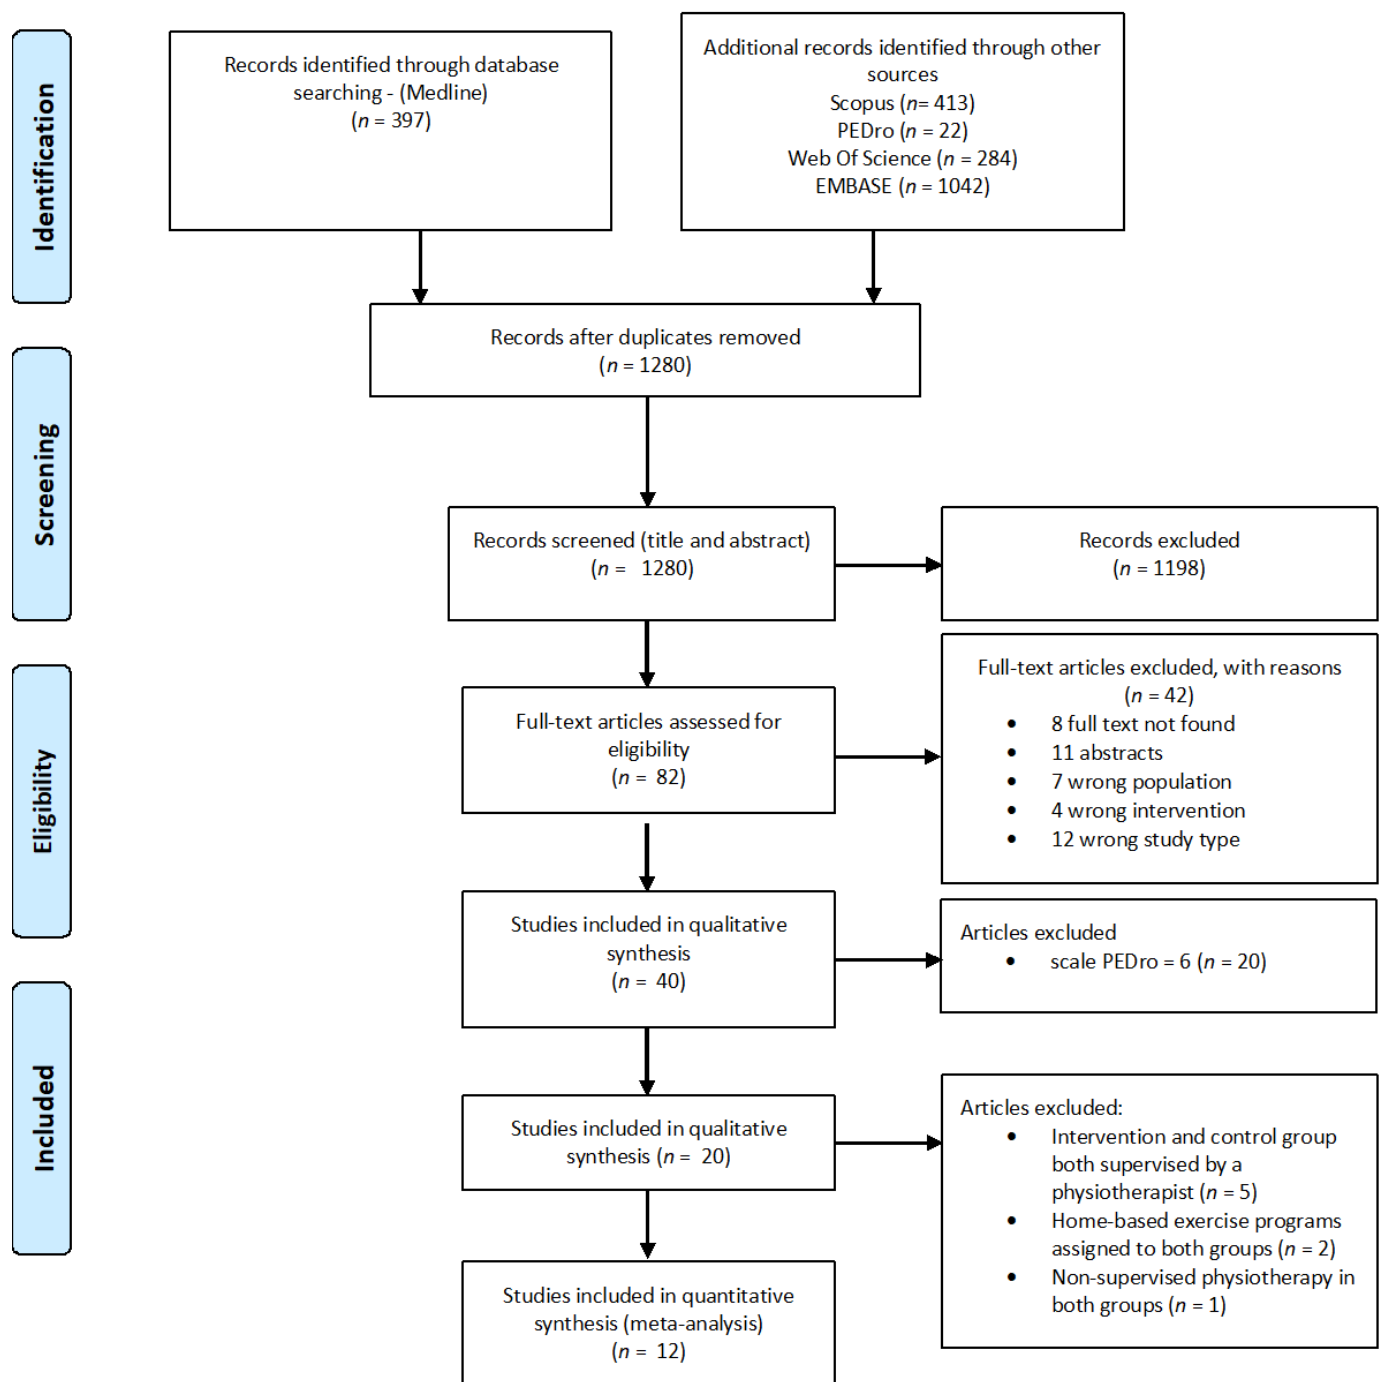 Identification
Records identified through database
searching - (Medline)
(n = 397)
Additional records identified through other
sources
Scopus (n= 413)
PEDro (n = 22)
Web Of Science (n = 284)
EMBASE (n = 1042)
Records after duplicates removed
(n = 1280)
Screening
Records screened (title and abstract)
(n =   1280)
Records excluded
(n = 1198)
Eligibility
Full-text articles assessed for
eligibility
(n =  82)
Full-text articles excluded, with reasons
(n = 42)
• 8 full text not found
• 11 abstracts
• 7 wrong population
• 4 wrong intervention
• 12 wrong study type
Studies included in qualitative
synthesis
(n =  40)
Articles excluded
• scale PEDro = 6 (n = 20)
Included
Studies included in qualitative
synthesis (n =  20)
Articles excluded:
• Intervention and control group
both supervised by a
physiotherapist (n = 5)
• Home-based exercise programs
assigned to both groups (n = 2)
• Non-supervised physiotherapy in
both groups (n = 1)
Studies included in quantitative
synthesis (meta-analysis)
(n =  12)